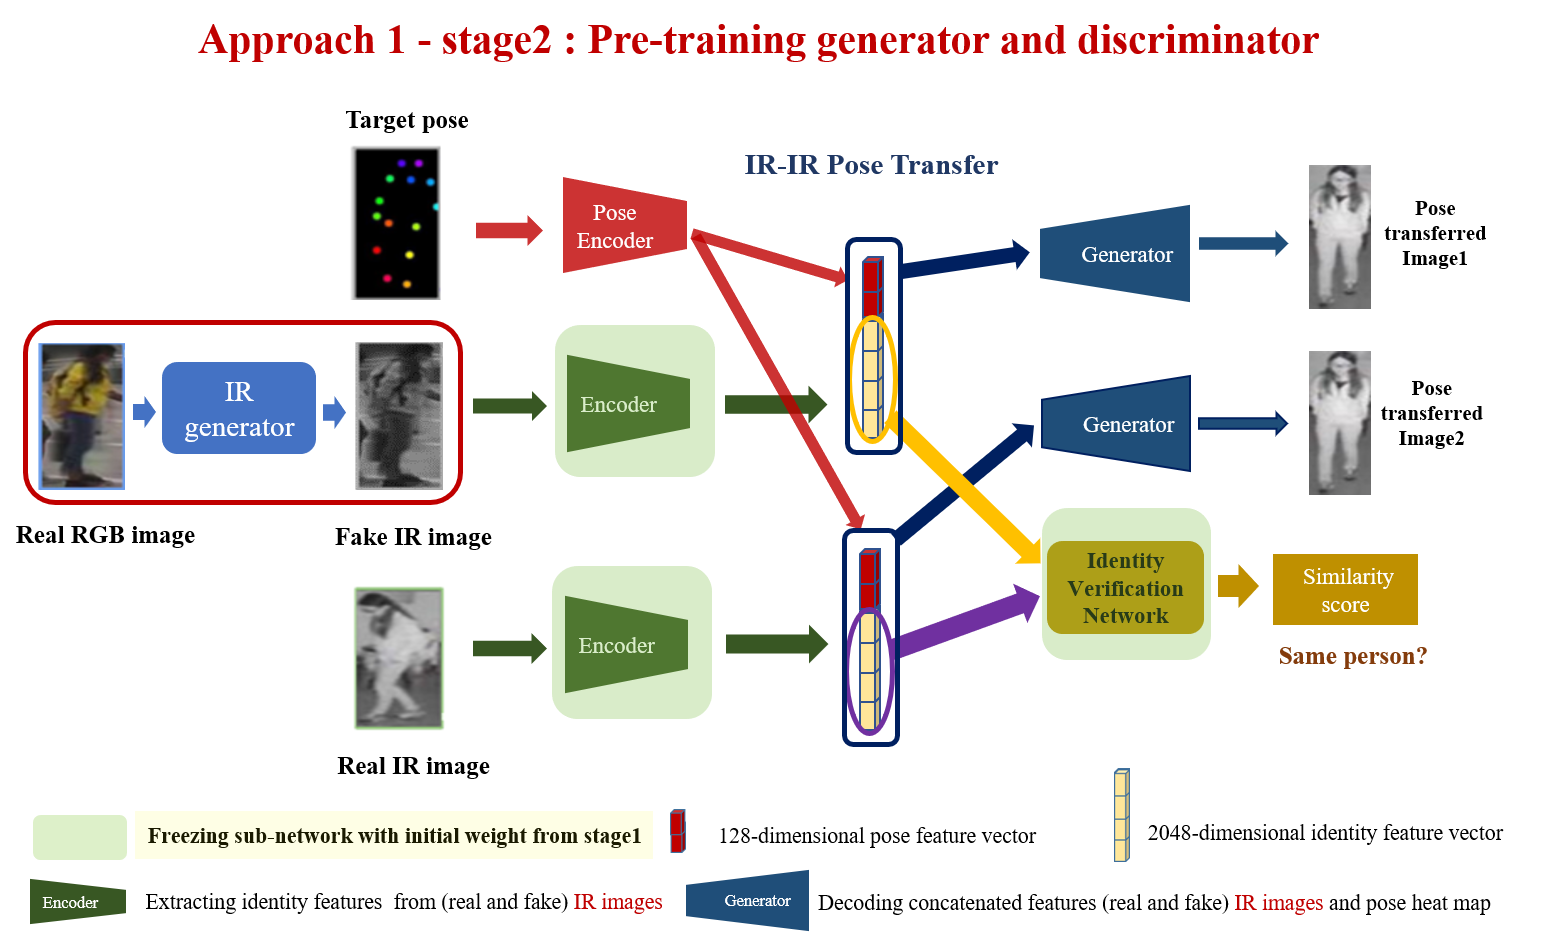 Approach 1 - stage2 : Pre-training generator and discriminator
Target pose
IR-IR Pose Transfer
Pose
Encoder
Generator
Pose
transferred
Image1
IR
generator
Encoder
Generator
Pose
transferred
Image2
Real RGB image
Fake IR image
Encoder
Identity
Verification
Network
Similarity
score
Same person?
Real IR image
Freezing sub-network with initial weight from stage1
128-dimensional pose feature vector
2048-dimensional identity feature vector
Encoder
Extracting identity features from (real and fake) IR images
Generator
Decoding concatenated features (real and fake) IR images and pose heat map